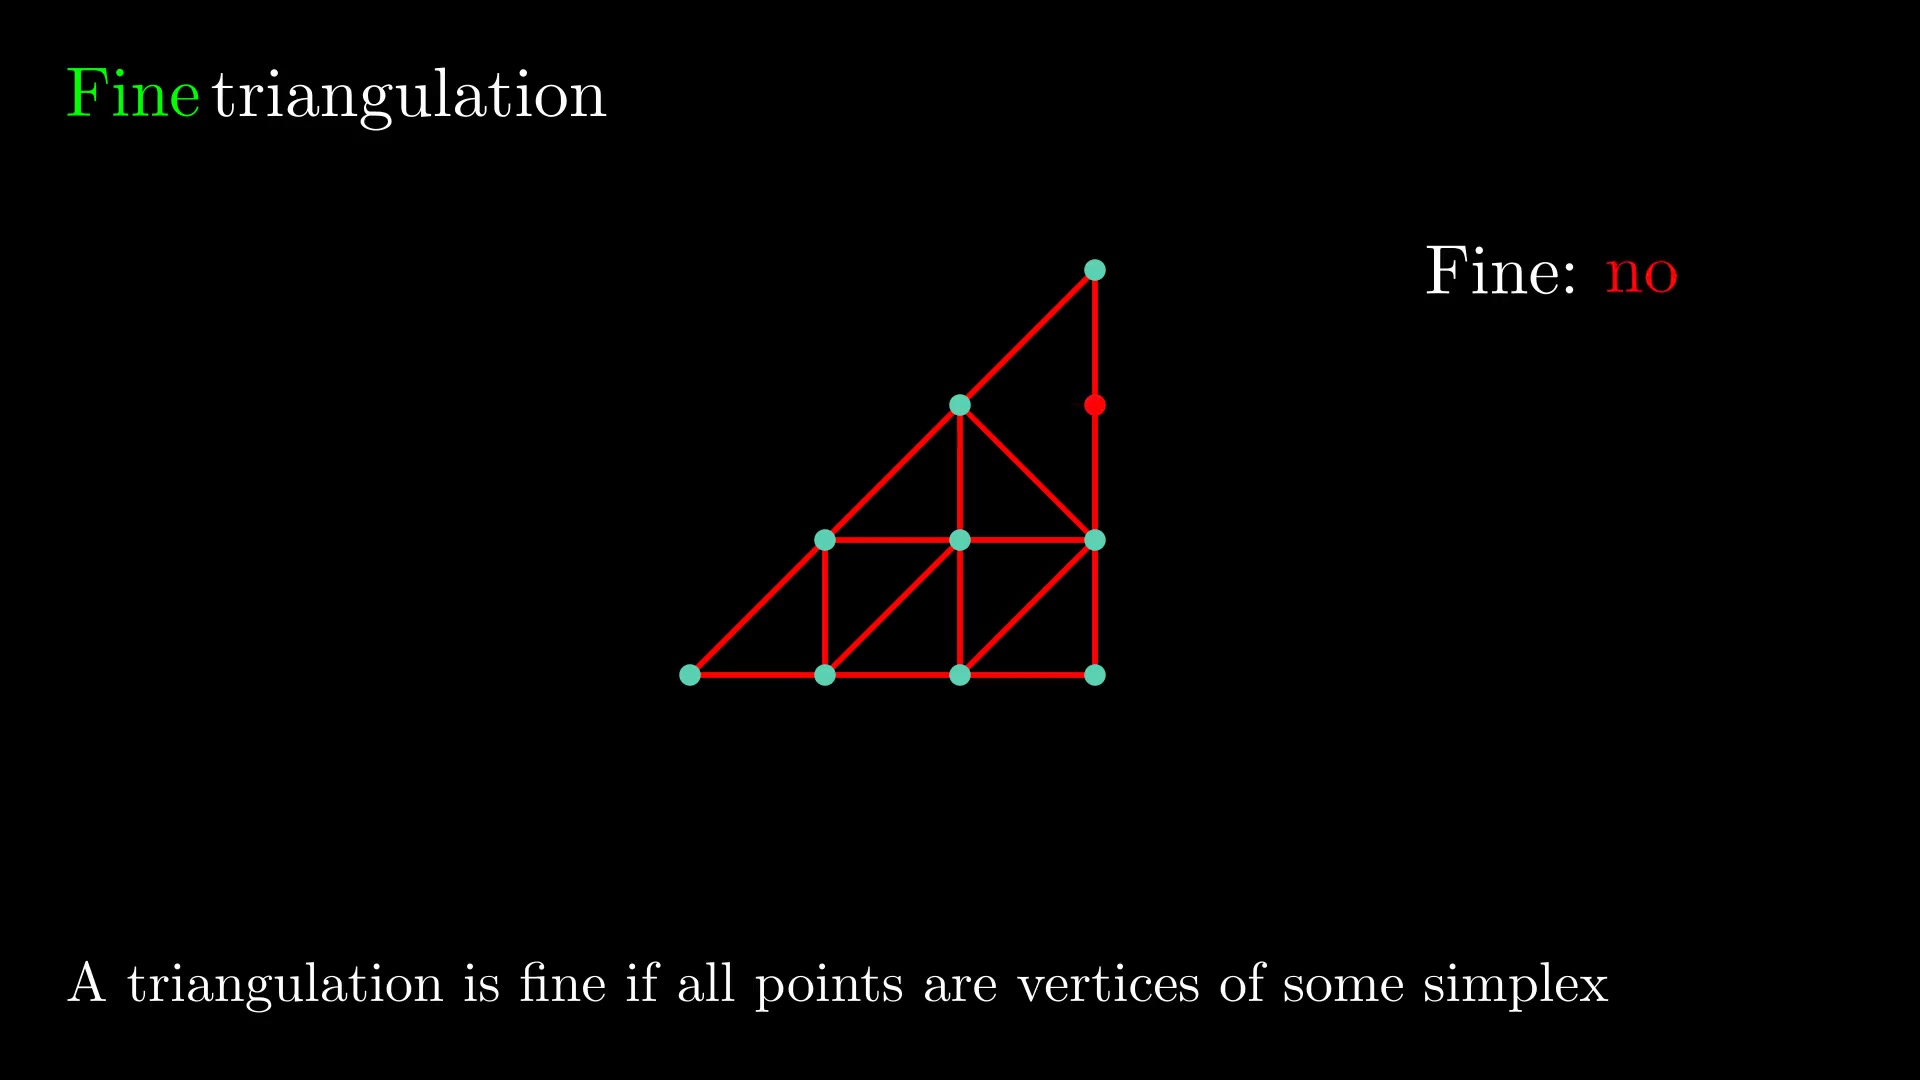 Fine triangulation
Fine: no
A triangulation is fine if all points are vertices of some simplex